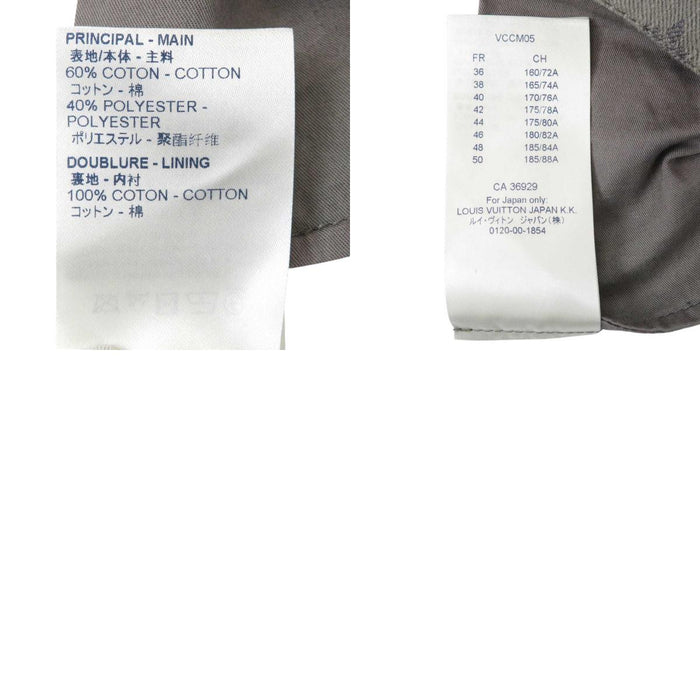 PRINCIPAL - MAIN
表地/本体 - 主料
60% COTON - COTTON
コットン - 棉
40% POLYESTER -
POLYESTER
ポリエステル - 聚酯纤维
DOUBLURE - LINING
裏地 - 内衬
100% COTON - COTTON
コットン - 棉
VCCM05
FR CH
36 160/72A
38 165/74A
40 170/76A
42 175/78A
44 175/80A
46 180/82A
48 185/84A
50 185/88A
CA 36929
For Japan only:
LOUIS VUITTON JAPAN K.K.
ルイ・ヴィトン ジャパン(株)
0120-00-1854